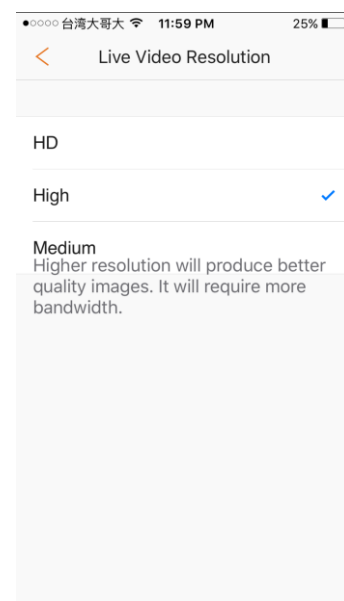 台湾大哥大 11:59 PM 25%
Live Video Resolution
HD
High
Medium
Higher resolution will produce better
quality images. It will require more
bandwidth.